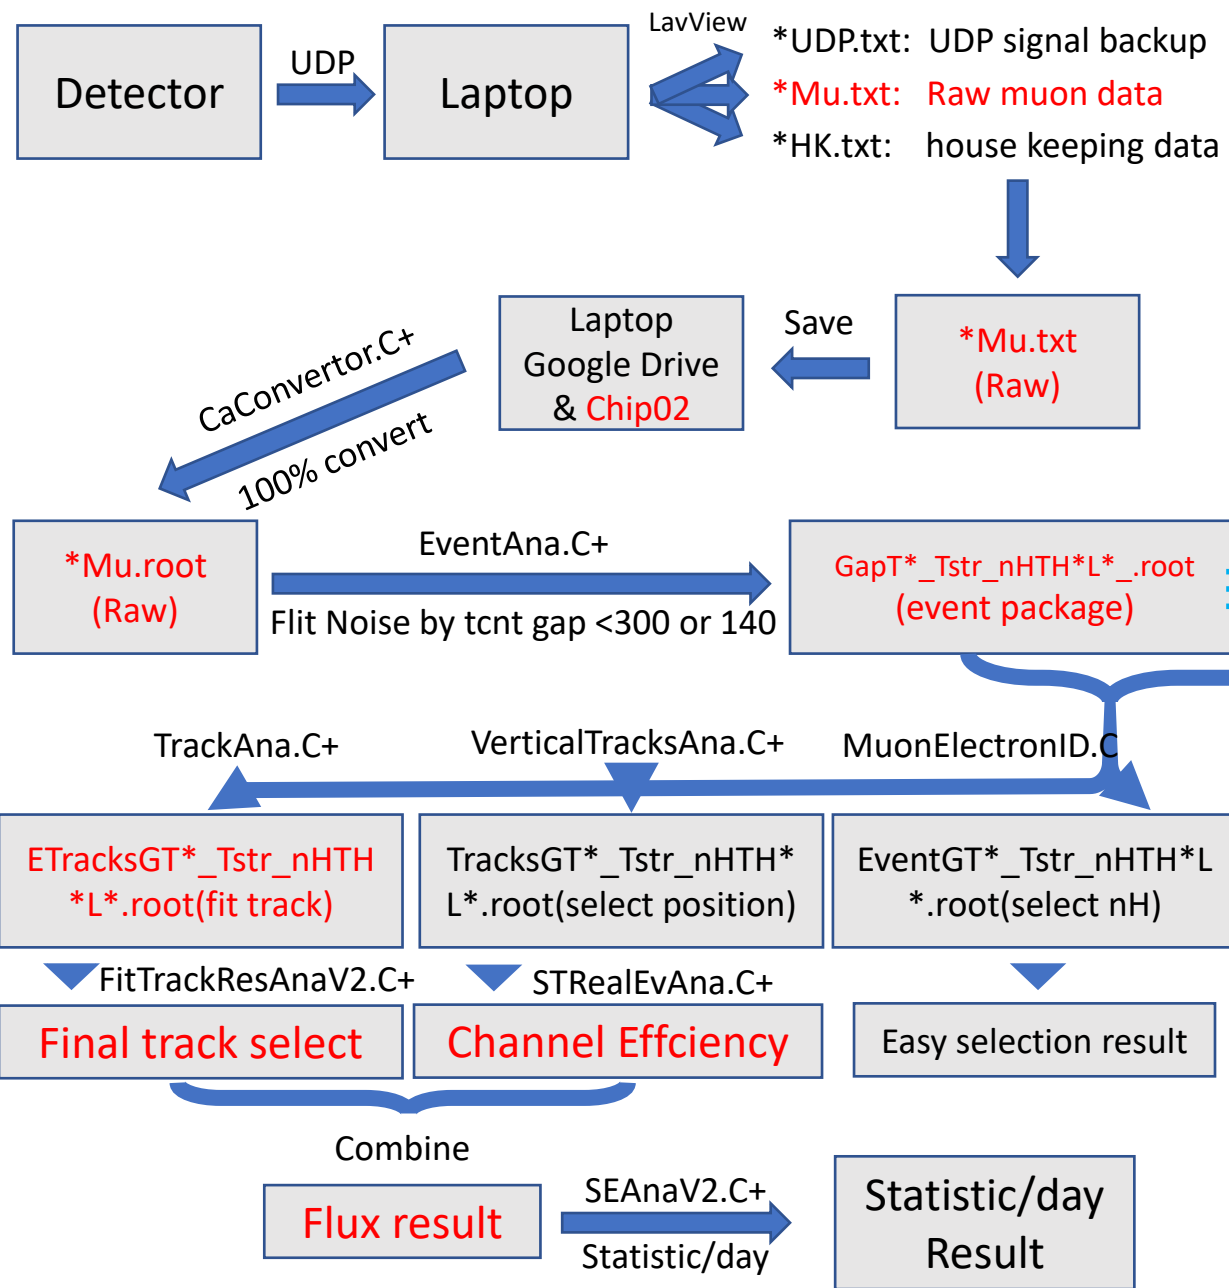 LavView
Detector
UDP
Laptop
*UDP.txt: UDP signal backup
*Mu.txt: Raw muon data
*HK.txt: house keeping data
Laptop
Google Drive
& Chip02
Save
*Mu.txt
(Raw)
CaConvertor.C+
100% convert
*Mu.root
(Raw)
EventAna.C+
Flit Noise by tcnt gap <300 or 140
GapT*_Tstr_nHTH*L*_.root
(event package)
TrackAna.C+
VerticalTracksAna.C+
MuonElectronID.C
ETracksGT*_Tstr_nHTH
*L*.root(fit track)
TracksGT*_Tstr_nHTH*
L*.root(select position)
EventGT*_Tstr_nHTH*L
*.root(select nH)
FitTrackResAnaV2.C+
STRealEvAna.C+
Final track select
Channel Effciency
Easy selection result
Combine
Flux result
SEAnaV2.C+
Statistic/day
Statistic/day
Result